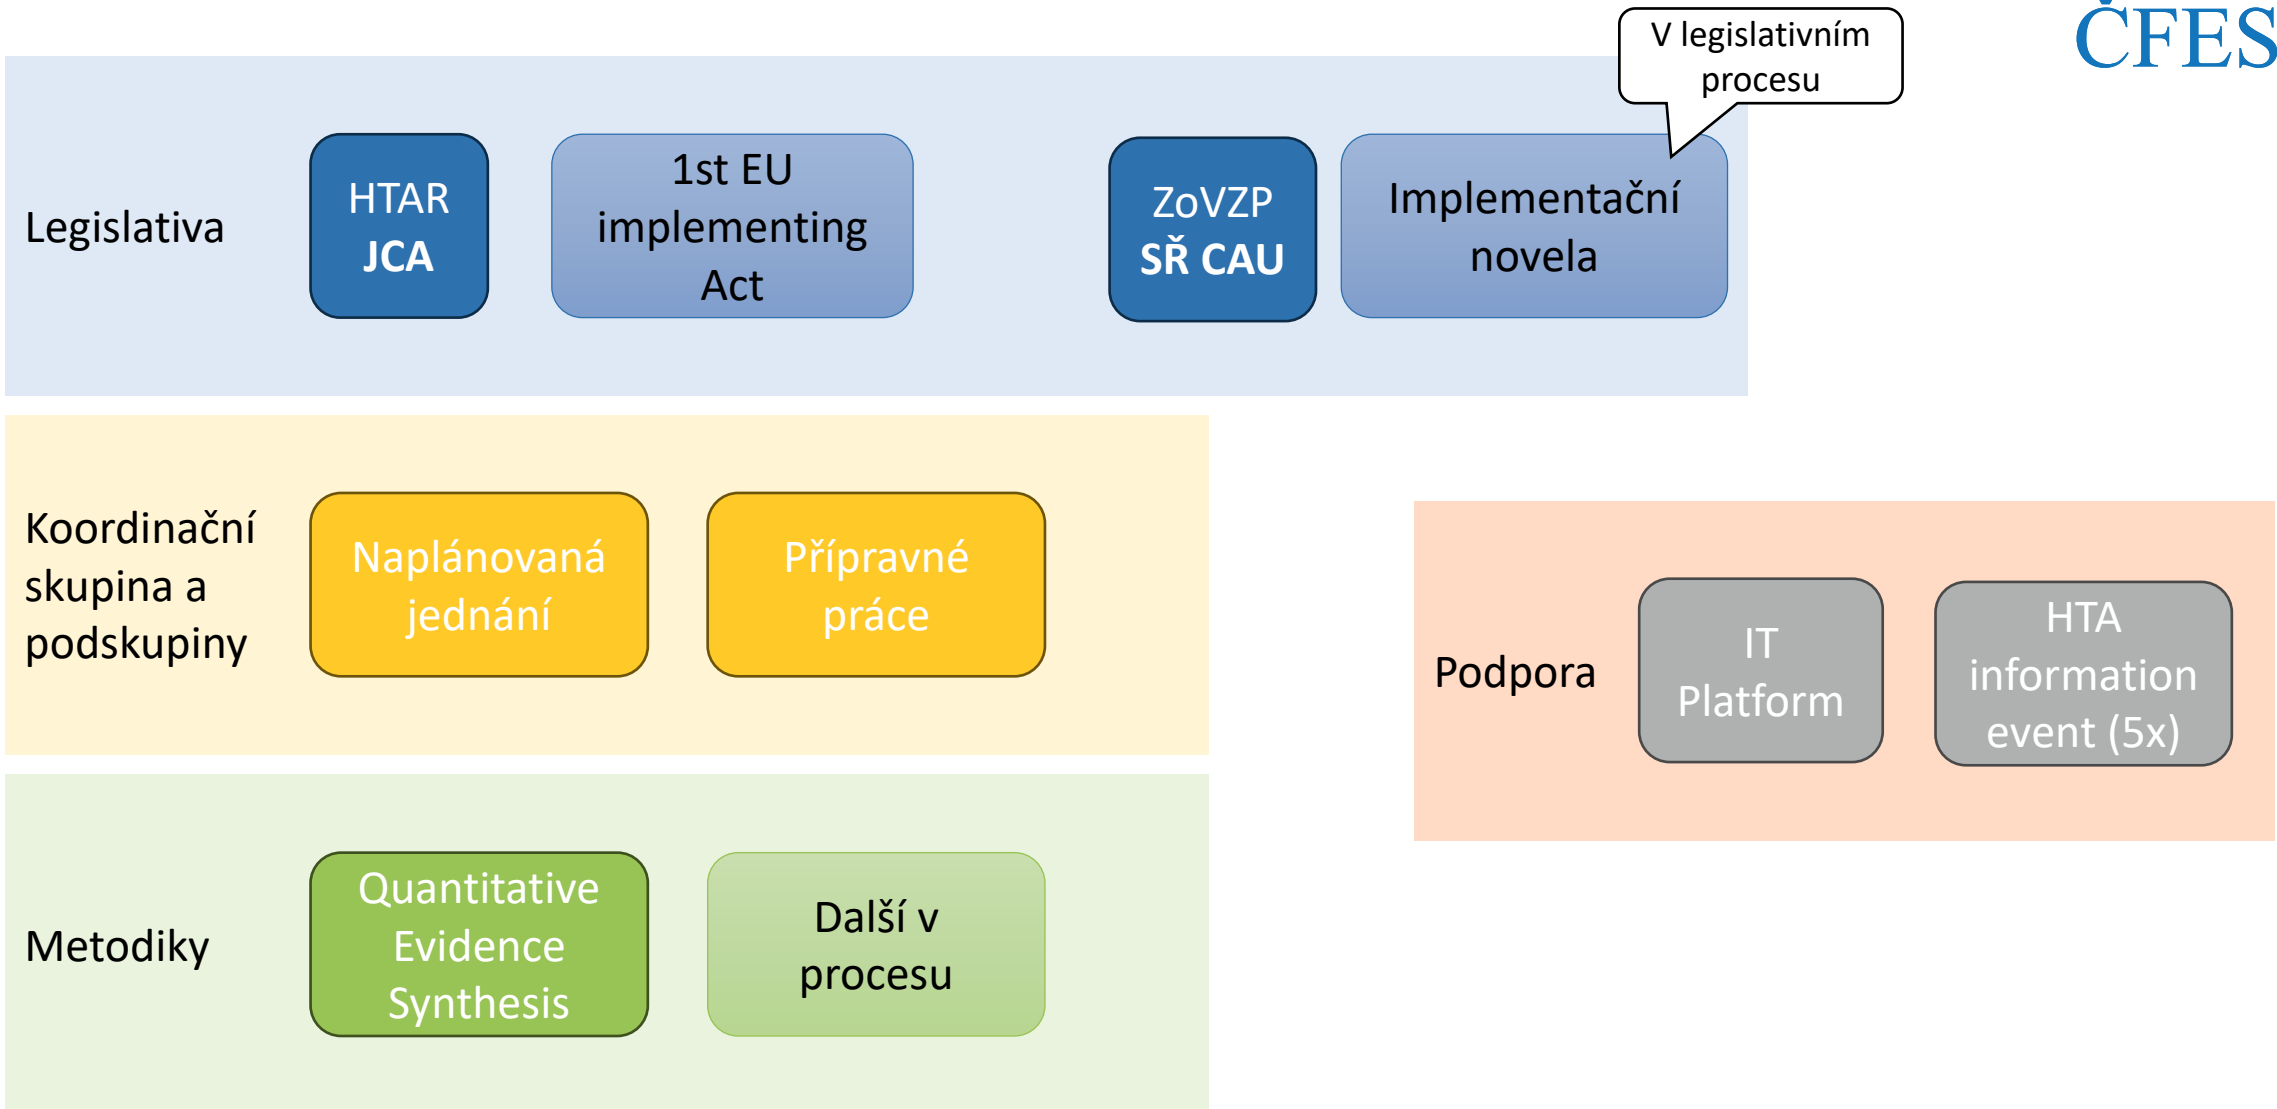 ČFES
V legislativním
procesu
Legislativa
HTAR
JCA
1st EU
implementing
Act
ZoVZP
SŘ CAU
Implementační
novela
Koordinační
skupina a
podskupiny
Naplánovaná
jednání
Přípravné
práce
Podpora
IT
Platform
HTA
information
event (5x)
Metodiky
Quantitative
Evidence
Synthesis
Další v
procesu